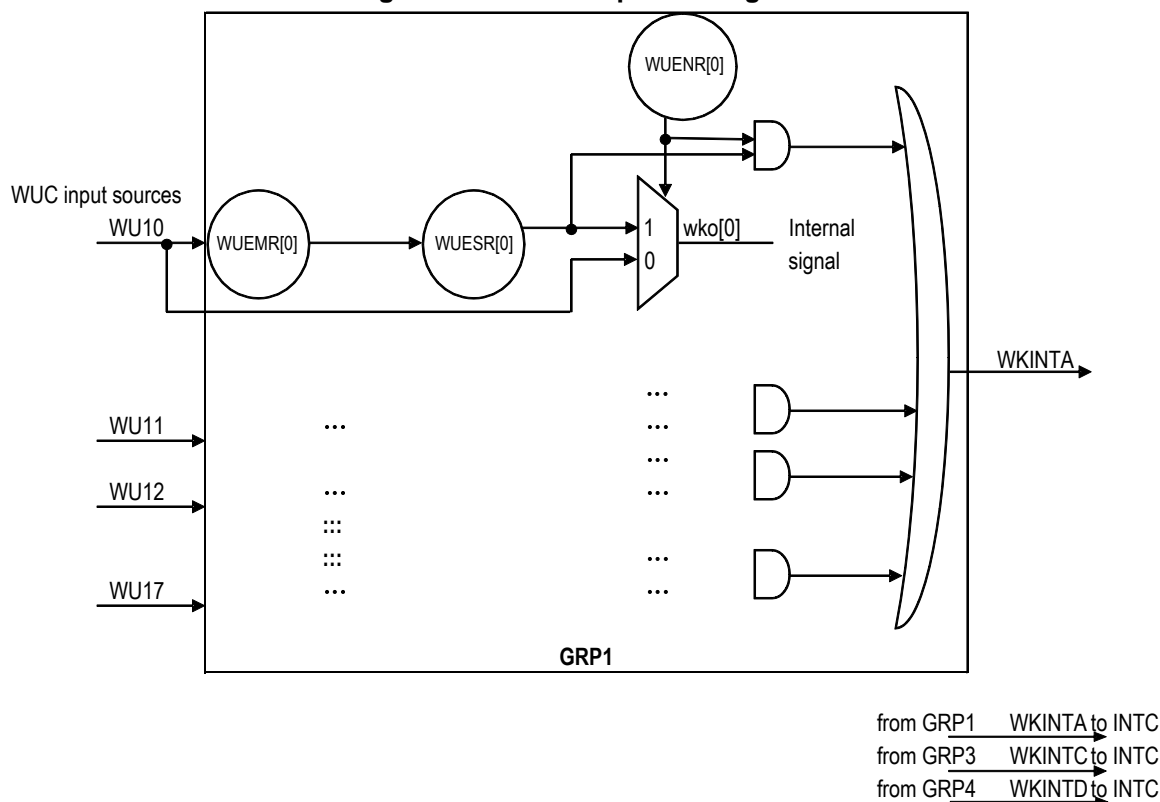 WUENR[0]
WUC input sources
WU10
WUEMR[0]
WUESR[0]
1
0
wko[0]
Internal
signal
WKINTA
...
...
WU11
...
...
WU12
...
...
:::
:::
...
WU17
...
...
GRP1
from GRP1 WKINTA to INTC
from GRP3 WKINTC to INTC
from GRP4 WKINTD to INTC